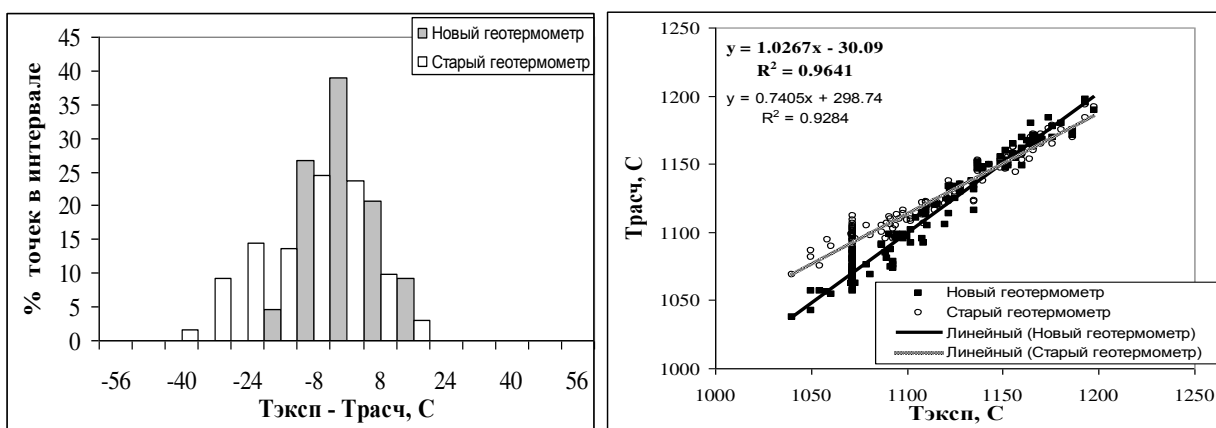 Новый геотермометр
Старый геотермометр
45
40
35
30
25
20
15
10
5
0
% точек в интервале
-56 -40 -24 -8 8 24 40 56
Тэксп - Трасч, С
y = 1.0267x - 30.09
R² = 0.9641
y = 0.7405x + 298.74
R² = 0.9284
1250
1200
1150
1100
1050
1000
Трасч, С
Новый геотермометр
Старый геотермометр
Линейный (Новый геотермометр)
Линейный (Старый геотермометр)
1000 1050 1100 1150 1200 1250
Тэксп, С